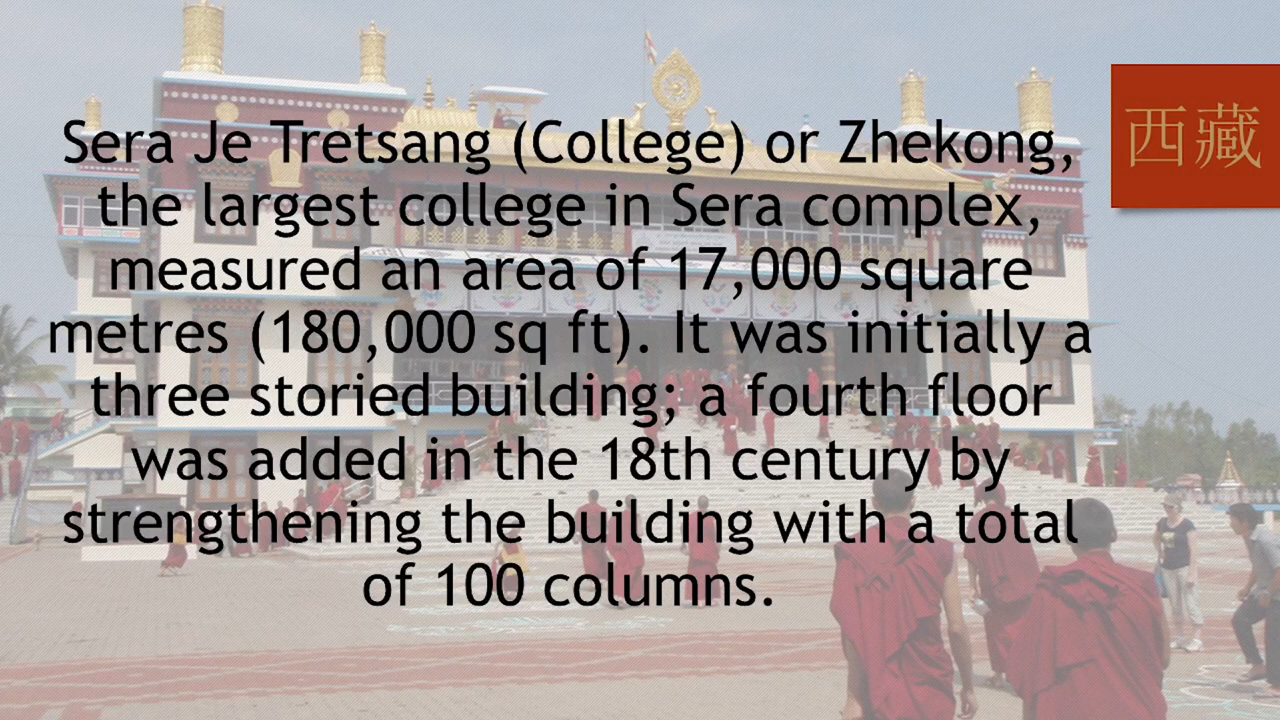 Sera Je Tretsang (College) or Zhekong,
the largest college in Sera complex,
measured an area of 17,000 square
metres (180,000 sq ft). It was initially a
three storied building; a fourth floor
was added in the 18th century by
strengthening the building with a total
of 100 columns.
西藏